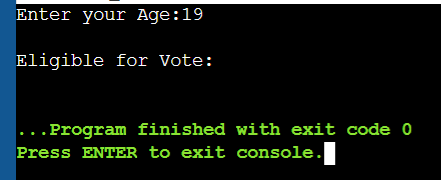 Enter your Age:19
Eligible for Vote:
...Program finished with exit code 0
Press ENTER to exit console.